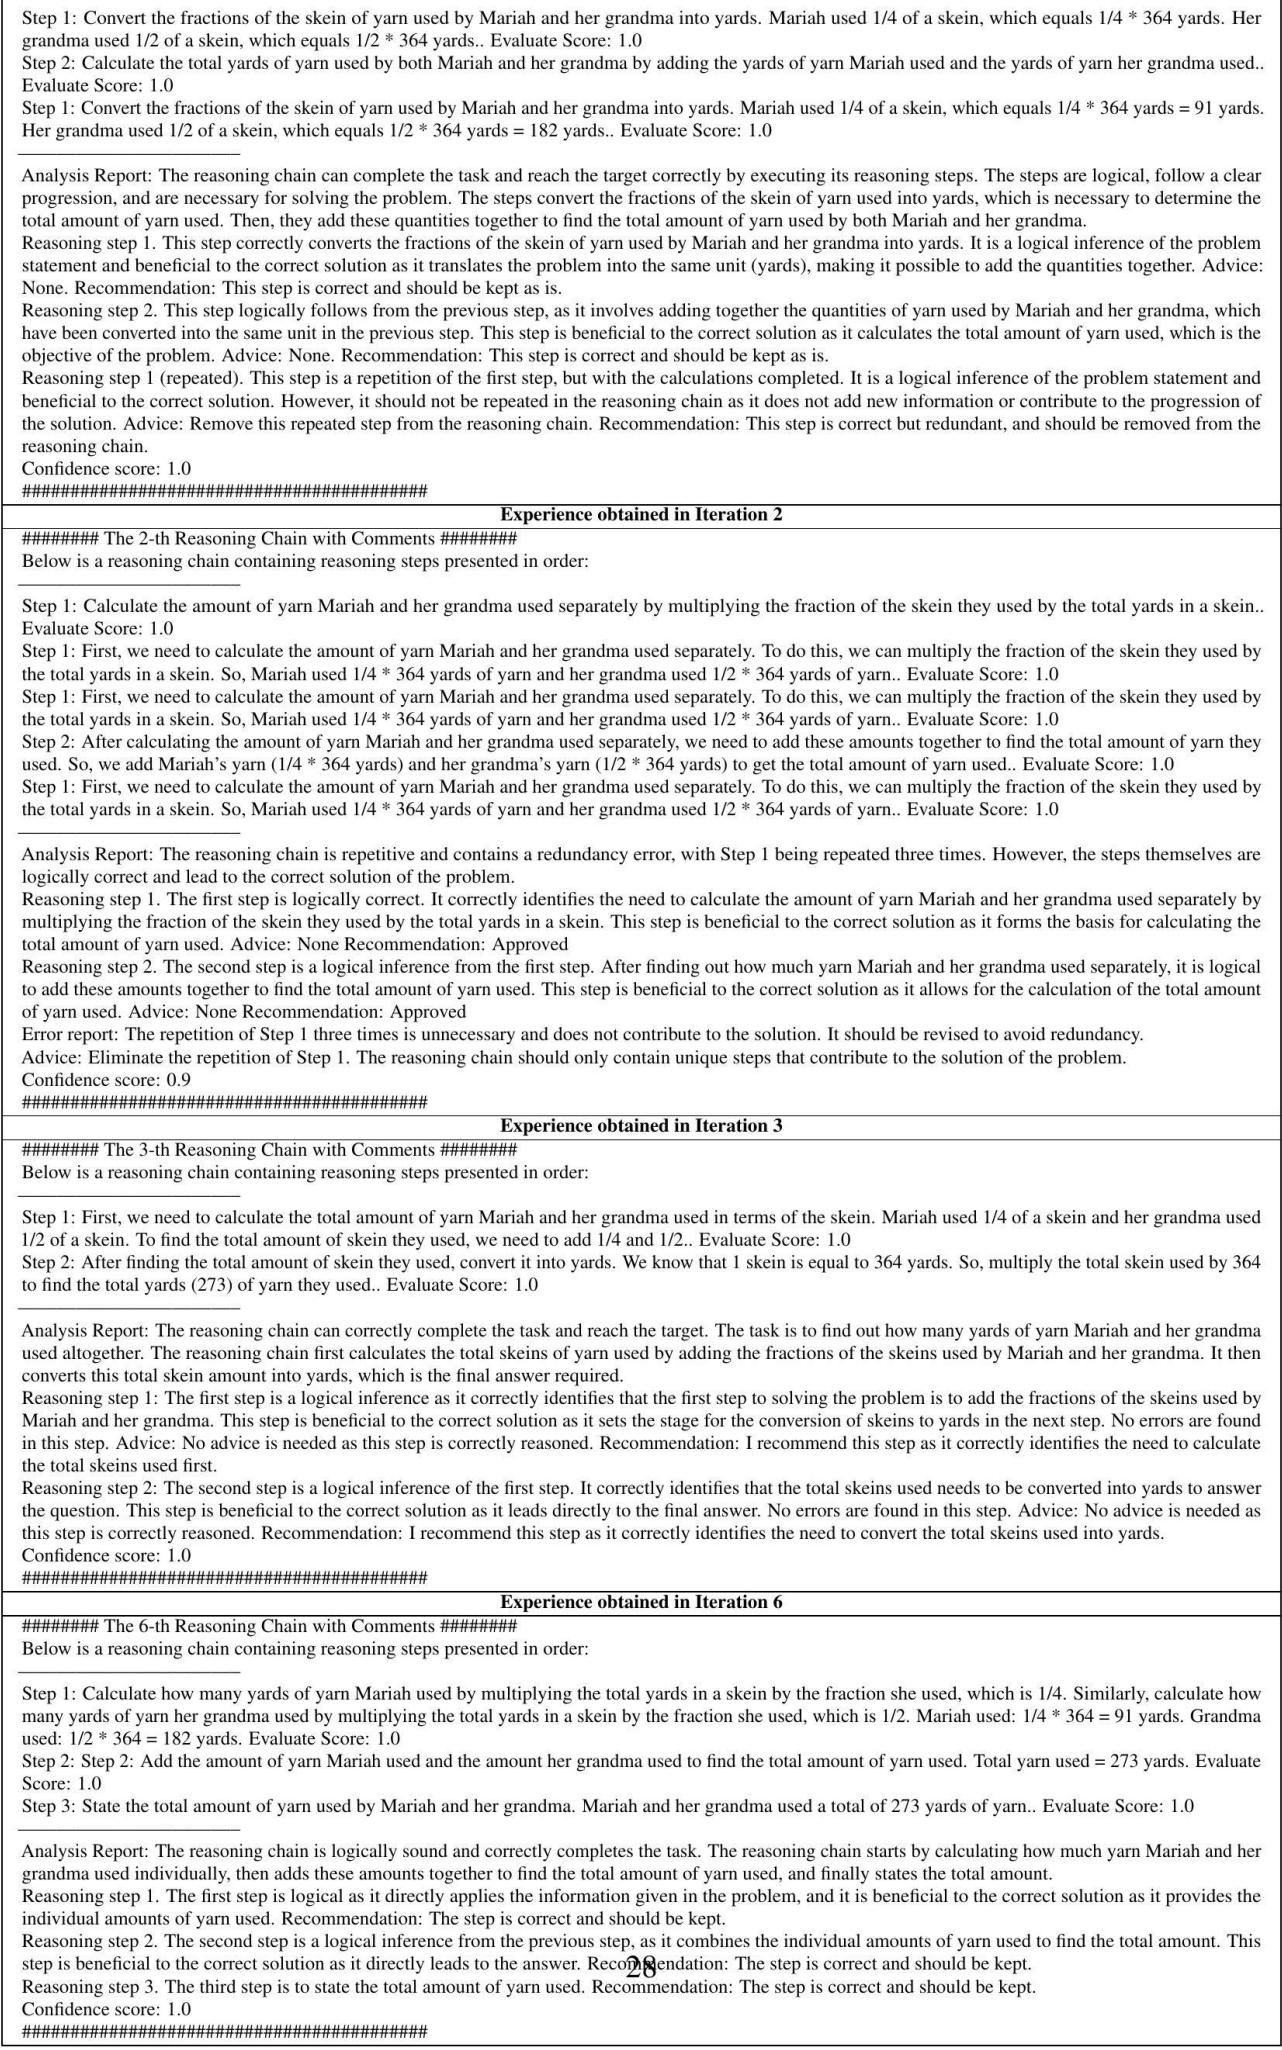 Step 1: Convert the fractions of the skein of yarn used by Mariah and her grandma into yards. Mariah used 1/4 of a skein, which equals 1/4 * 364 yards. Her
grandma used 1/2 of a skein, which equals 1/2 * 364 yards.. Evaluate Score: 1.0
Step 2: Calculate the total yards of yarn used by both Mariah and her grandma by adding the yards of yarn Mariah used and the yards of yarn her grandma used..
Evaluate Score: 1.0
Step 1: Convert the fractions of the skein of yarn used by Mariah and her grandma into yards. Mariah used 1/4 of a skein, which equals 1/4 * 364 yards = 91 yards.
Her grandma used 1/2 of a skein, which equals 1/2 * 364 yards = 182 yards.. Evaluate Score: 1.0
Analysis Report: The reasoning chain can complete the task and reach the target correctly by executing its reasoning steps. The steps are logical, follow a clear
progression, and are necessary for solving the problem. The steps convert the fractions of the skein of yarn used into yards, which is necessary to determine the
total amount of yarn used. Then, they add these quantities together to find the total amount of yarn used by both Mariah and her grandma.
Reasoning step 1. This step correctly converts the fractions of the skein of yarn used by Mariah and her grandma into yards. It is a logical inference of the problem
statement and beneficial to the correct solution as it translates the problem into the same unit (yards), making it possible to add the quantities together. Advice:
None. Recommendation: This step is correct and should be kept as is.
Reasoning step 2. This step logically follows from the previous step, as it involves adding together the quantities of yarn used by Mariah and her grandma, which
have been converted into the same unit in the previous step. This step is beneficial to the correct solution as it calculates the total amount of yarn used, which is the
objective of the problem. Advice: None. Recommendation: This step is correct and should be kept as is.
Reasoning step 1 (repeated). This step is a repetition of the first step, but with the calculations completed. It is a logical inference of the problem statement and
beneficial to the correct solution. However, it should not be repeated in the reasoning chain as it does not add new information or contribute to the progression of
the solution. Advice: Remove this repeated step from the reasoning chain. Recommendation: This step is correct but redundant, and should be removed from the
reasoning chain.
Confidence score: 1.0
##########################################
Experience obtained in Iteration 2
######## The 2-th Reasoning Chain with Comments ########
Below is a reasoning chain containing reasoning steps presented in order:
Step 1: Calculate the amount of yarn Mariah and her grandma used separately by multiplying the fraction of the skein they used by the total yards in a skein..
Evaluate Score: 1.0
Step 1: First, we need to calculate the amount of yarn Mariah and her grandma used separately. To do this, we can multiply the fraction of the skein they used by
the total yards in a skein. So, Mariah used 1/4 * 364 yards of yarn and her grandma used 1/2 * 364 yards of yarn.. Evaluate Score: 1.0
Step 1: First, we need to calculate the amount of yarn Mariah and her grandma used separately. To do this, we can multiply the fraction of the skein they used by
the total yards in a skein. So, Mariah used 1/4 * 364 yards of yarn and her grandma used 1/2 * 364 yards of yarn.. Evaluate Score: 1.0
Step 2: After calculating the amount of yarn Mariah and her grandma used separately, we need to add these amounts together to find the total amount of yarn they
used. So, we add Mariah's yarn (1/4 * 364 yards) and her grandma's yarn (1/2 * 364 yards) to get the total amount of yarn used.. Evaluate Score: 1.0
Step 1: First, we need to calculate the amount of yarn Mariah and her grandma used separately. To do this, we can multiply the fraction of the skein they used by
the total yards in a skein. So, Mariah used 1/4 * 364 yards of yarn and her grandma used 1/2 * 364 yards of yarn.. Evaluate Score: 1.0
Analysis Report: The reasoning chain is repetitive and contains a redundancy error, with Step 1 being repeated three times. However, the steps themselves are
logically correct and lead to the correct solution of the problem.
Reasoning step 1. The first step is logically correct. It correctly identifies the need to calculate the amount of yarn Mariah and her grandma used separately by
multiplying the fraction of the skein they used by the total yards in a skein. This step is beneficial to the correct solution as it forms the basis for calculating the
total amount of yarn used. Advice: None Recommendation: Approved
Reasoning step 2. The second step is a logical inference from the first step. After finding out how much yarn Mariah and her grandma used separately, it is logical
to add these amounts together to find the total amount of yarn used. This step is beneficial to the correct solution as it allows for the calculation of the total amount
of yarn used. Advice: None Recommendation: Approved
Error report: The repetition of Step 1 three times is unnecessary and does not contribute to the solution. It should be revised to avoid redundancy.
Advice: Eliminate the repetition of Step 1. The reasoning chain should only contain unique steps that contribute to the solution of the problem.
Confidence score: 0.9
##########################################
Experience obtained in Iteration 3
######## The 3-th Reasoning Chain with Comments ########
Below is a reasoning chain containing reasoning steps presented in order:
Step 1: First, we need to calculate the total amount of yarn Mariah and her grandma used in terms of the skein. Mariah used 1/4 of a skein and her grandma used
1/2 of a skein. To find the total amount of skein they used, we need to add 1/4 and 1/2.. Evaluate Score: 1.0
Step 2: After finding the total amount of skein they used, convert it into yards. We know that 1 skein is equal to 364 yards. So, multiply the total skein used by 364
to find the total yards (273) of yarn they used.. Evaluate Score: 1.0
Analysis Report: The reasoning chain can correctly complete the task and reach the target. The task is to find out how many yards of yarn Mariah and her grandma
used altogether. The reasoning chain first calculates the total skeins of yarn used by adding the fractions of the skeins used by Mariah and her grandma. It then
converts this total skein amount into yards, which is the final answer required.
Reasoning step 1: The first step is a logical inference as it correctly identifies that the first step to solving the problem is to add the fractions of the skeins used by
Mariah and her grandma. This step is beneficial to the correct solution as it sets the stage for the conversion of skeins to yards in the next step. No errors are found
in this step. Advice: No advice is needed as this step is correctly reasoned. Recommendation: I recommend this step as it correctly identifies the need to calculate
the total skeins used first.
Reasoning step 2: The second step is a logical inference of the first step. It correctly identifies that the total skeins used needs to be converted into yards to answer
the question. This step is beneficial to the correct solution as it leads directly to the final answer. No errors are found in this step. Advice: No advice is needed as
this step is correctly reasoned. Recommendation: I recommend this step as it correctly identifies the need to convert the total skeins used into yards.
Confidence score: 1.0
##########################################
Experience obtained in Iteration 6
######## The 6-th Reasoning Chain with Comments ########
Below is a reasoning chain containing reasoning steps presented in order:
Step 1: Calculate how many yards of yarn Mariah used by multiplying the total yards in a skein by the fraction she used, which is 1/4. Similarly, calculate how
many yards of yarn her grandma used by multiplying the total yards in a skein by the fraction she used, which is 1/2. Mariah used: 1/4 * 364 = 91 yards. Grandma
used: 1/2 * 364 = 182 yards. Evaluate Score: 1.0
Step 2: Step 2: Add the amount of yarn Mariah used and the amount her grandma used to find the total amount of yarn used. Total yarn used = 273 yards. Evaluate
Score: 1.0
Step 3: State the total amount of yarn used by Mariah and her grandma. Mariah and her grandma used a total of 273 yards of yarn.. Evaluate Score: 1.0
Analysis Report: The reasoning chain is logically sound and correctly completes the task. The reasoning chain starts by calculating how much yarn Mariah and her
grandma used individually, then adds these amounts together to find the total amount of yarn used, and finally states the total amount.
Reasoning step 1. The first step is logical as it directly applies the information given in the problem, and it is beneficial to the correct solution as it provides the
individual amounts of yarn used. Recommendation: The step is correct and should be kept.
Reasoning step 2. The second step is a logical inference from the previous step, as it combines the individual amounts of yarn used to find the total amount. This
step is beneficial to the correct solution as it directly leads to the answer. Recommendation: The step is correct and should be kept.
28
Reasoning step 3. The third step is to state the total amount of yarn used. Recommendation: The step is correct and should be kept.
Confidence score: 1.0
##########################################